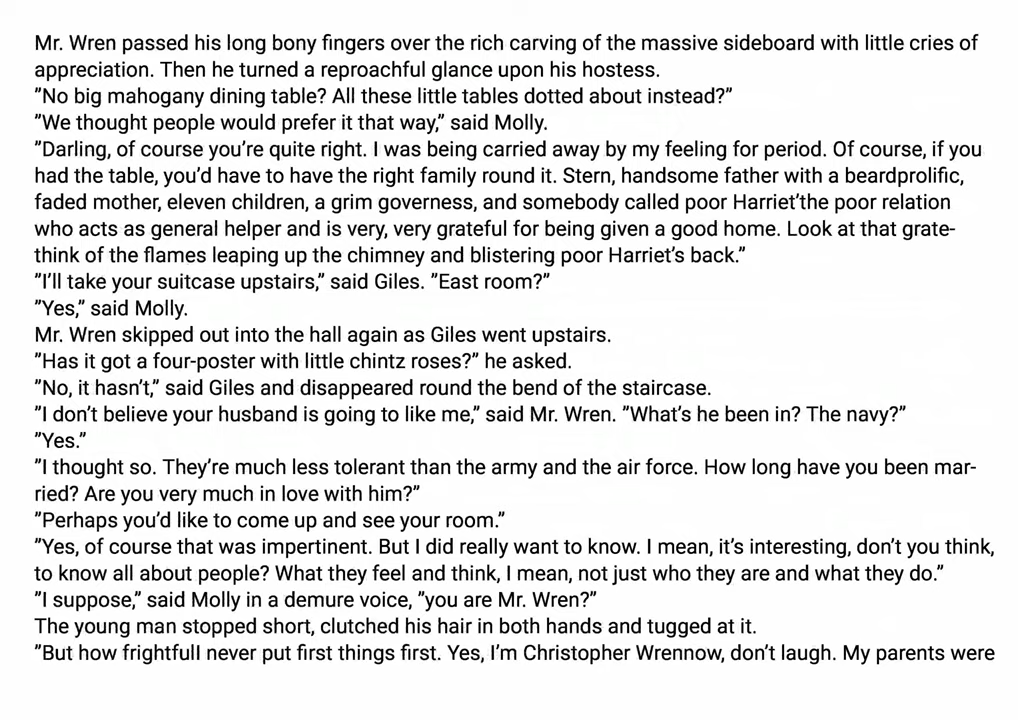 Mr. Wren passed his long bony fingers over the rich carving of the massive sideboard with little cries of
appreciation. Then he turned a reproachful glance upon his hostess.
”No big mahogany dining table? All these little tables dotted about instead?”
”We thought people would prefer it that way,” said Molly.
”Darling, of course you’re quite right. I was being carried away by my feeling for period. Of course, if you
had the table, you’d have to have the right family round it. Stern, handsome father with a beardprolific,
faded mother, eleven children, a grim governess, and somebody called poor Harriet’the poor relation
who acts as general helper and is very, very grateful for being given a good home. Look at that grate-
think of the flames leaping up the chimney and blistering poor Harriet’s back.”
”I’ll take your suitcase upstairs,” said Giles. ”East room?”
”Yes,” said Molly.
Mr. Wren skipped out into the hall again as Giles went upstairs.
”Has it got a four-poster with little chintz roses?” he asked.
”No, it hasn’t,” said Giles and disappeared round the bend of the staircase.
”I don’t believe your husband is going to like me,” said Mr. Wren. ”What’s he been in? The navy?”
”Yes.”
”I thought so. They’re much less tolerant than the army and the air force. How long have you been mar-
ried? Are you very much in love with him?”
”Perhaps you’d like to come up and see your room.”
”Yes, of course that was impertinent. But I did really want to know. I mean, it’s interesting, don’t you think,
to know all about people? What they feel and think, I mean, not just who they are and what they do.”
”I suppose,” said Molly in a demure voice, ”you are Mr. Wren?”
The young man stopped short, clutched his hair in both hands and tugged at it.
”But how frightfulI never put first things first. Yes, I’m Christopher Wrennow, don’t laugh. My parents were